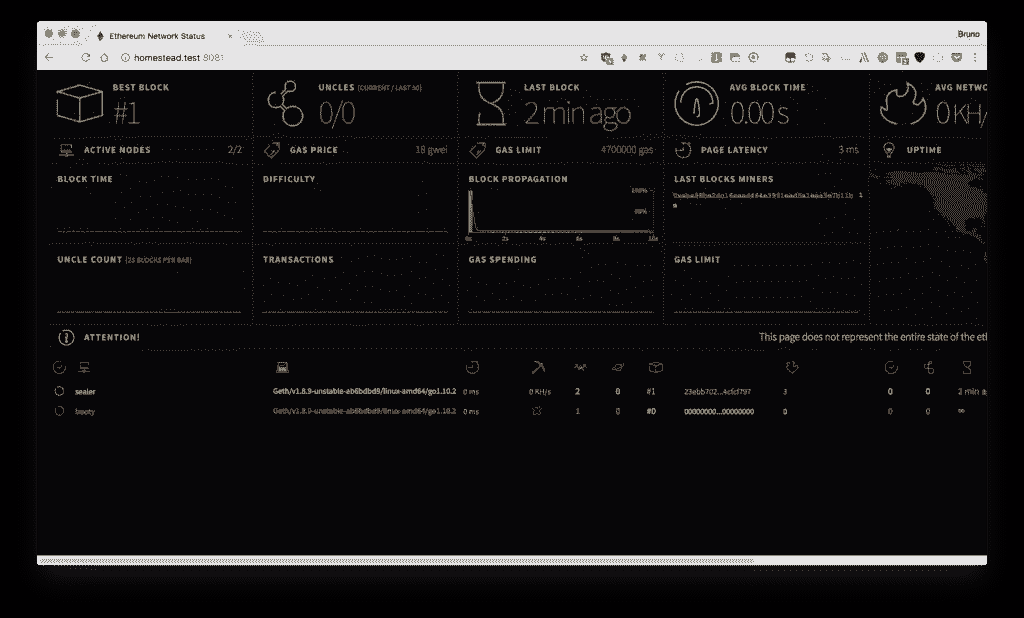 Ethereum Network Status
Bruno
homestead.test:8081
BEST BLOCK
#1
UNCLES (CURRENT / LAST 50)
0/0
LAST BLOCK
2 min ago
AVG BLOCK TIME
0.00 s
AVG NETWO
0 KH/
ACTIVE NODES 2/2
GAS PRICE 18 gwei
GAS LIMIT 4700000 gas
PAGE LATENCY 3 ms
UPTIME
BLOCK TIME
DIFFICULTY
BLOCK PROPAGATION
100%
0s 2s 4s 6s 8s 10s
LAST BLOCKS MINERS
1
UNCLE COUNT (25 BLOCKS PER BAR)
TRANSACTIONS
GAS SPENDING
GAS LIMIT
ATTENTION!
This page does not represent the entire state of the eth
sealer Geth/v1.8.9-unstable-ab6bdbd9/linux-amd64/go1.10.2 0 ms 0 KH/s 2 0 #1 23ebb702...4cfcf797 3 0 0 2 min a
booty Geth/v1.8.9-unstable-ab6bdbd9/linux-amd64/go1.10.2 0 ms 1 0 #0 00000000...00000000 0 0 0 ∞